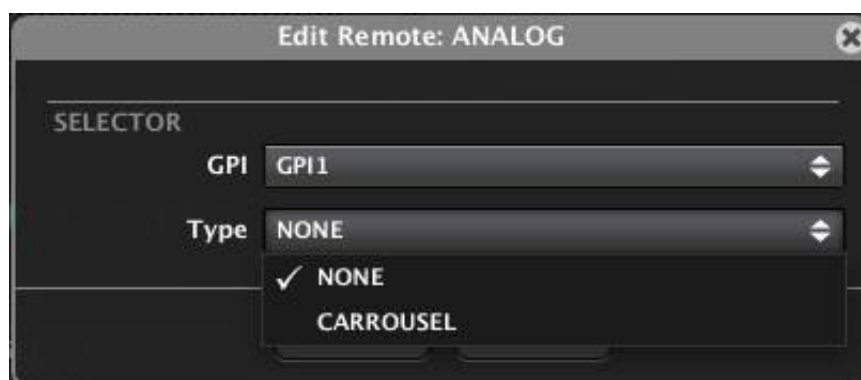 Edit Remote: ANALOG
SELECTOR
GPI GPI1
Type NONE
NONE
CARROUSEL